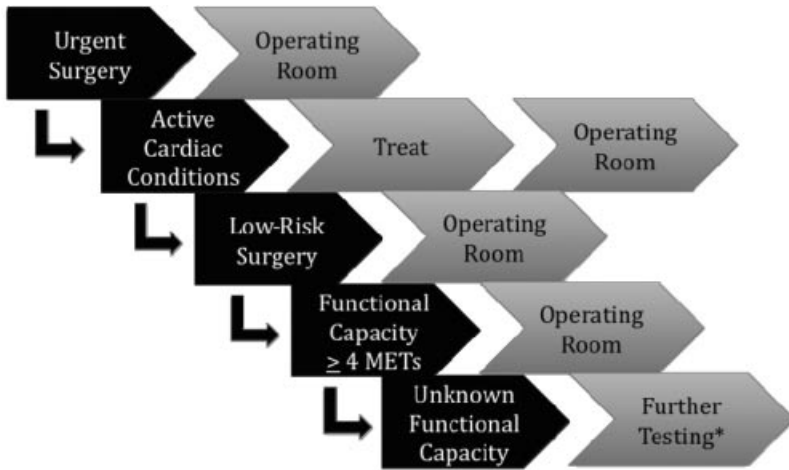 Urgent
Surgery
Operating
Room
Active
Cardiac
Conditions
Treat
Operating
Room
Low-Risk
Surgery
Operating
Room
Functional
Capacity
≥ 4 METs
Operating
Room
Unknown
Functional
Capacity
Further
Testing*